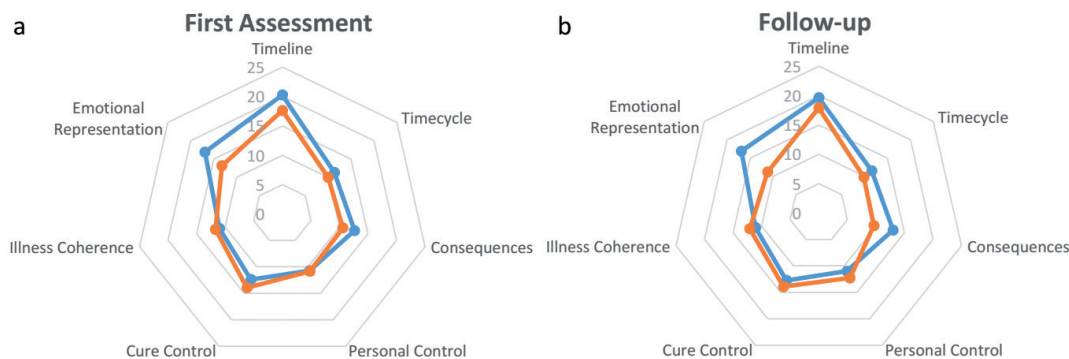 a
First Assessment
Timeline
25
20
15
10
5
0
Timecycle
Consequences
Personal Control
Cure Control
Illness Coherence
Emotional
Representation
b
Follow-up
Timeline
25
20
15
10
5
0
Timecycle
Consequences
Personal Control
Cure Control
Illness Coherence
Emotional
Representation